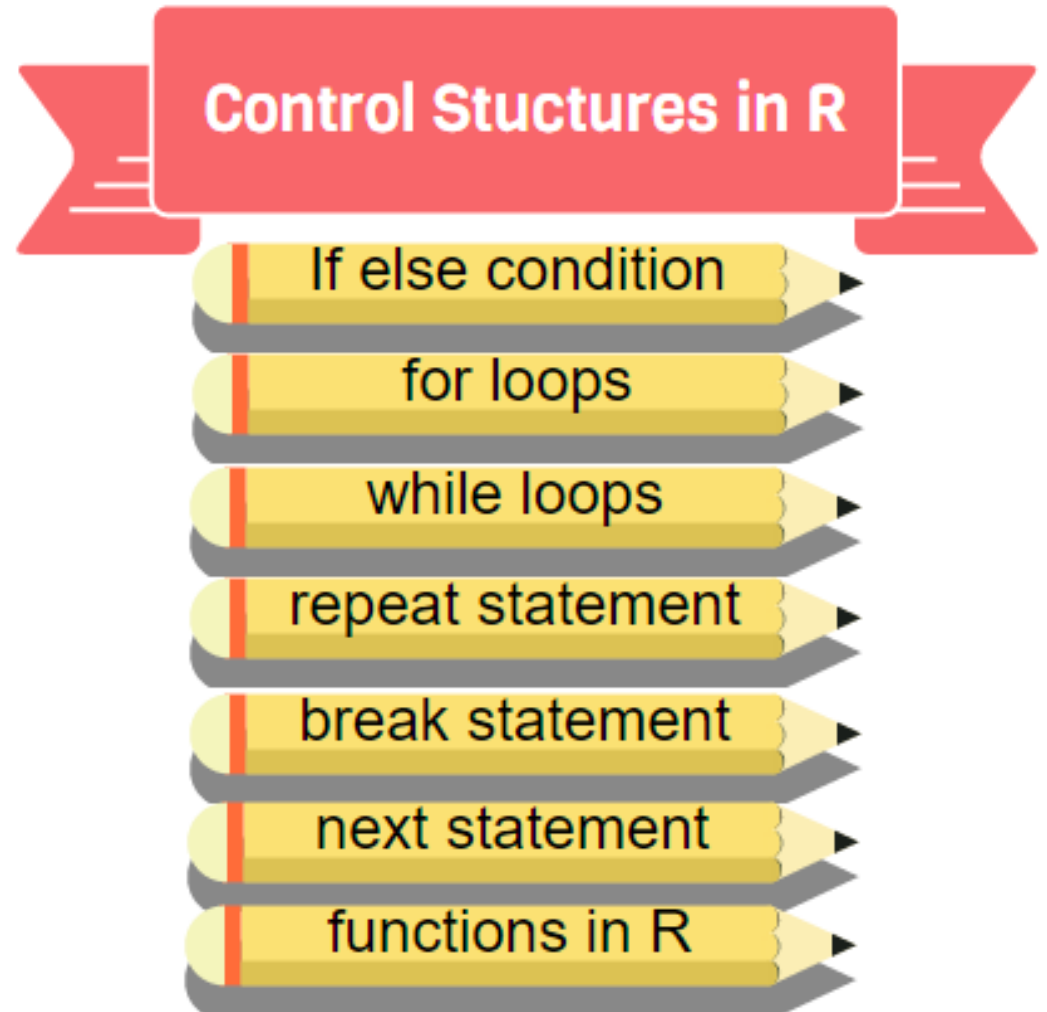 Control Stuctures in R
If else condition
for loops
while loops
repeat statement
break statement
next statement
functions in R